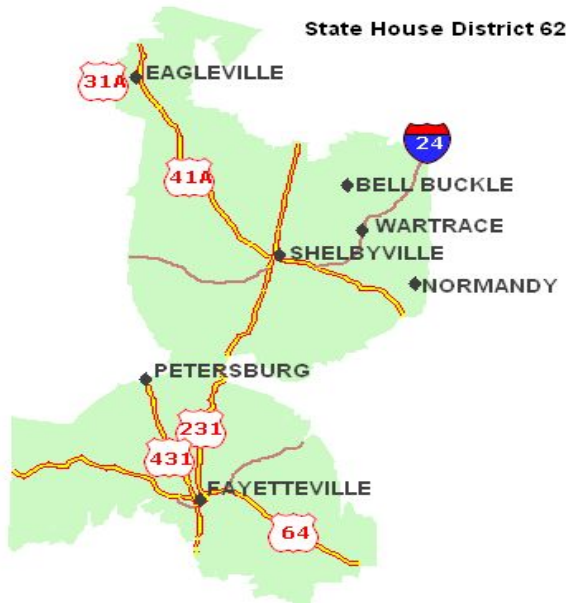 State House District 62
31A EAGLEVILLE
24
41A
BELL BUCKLE
WARTRACE
SHELBYVILLE
NORMANDY
PETERSBURG
231
431
FAYETTEVILLE
64